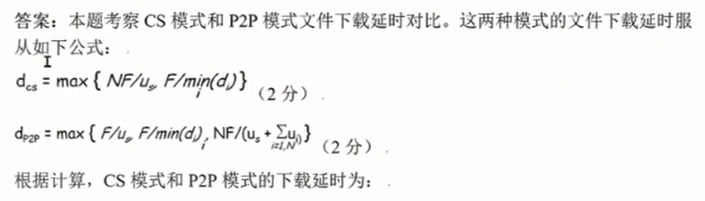 答案：本题考察 CS 模式和 P2P 模式文件下载延时对比。这两种模式的文件下载延时服
从如下公式：
d_cs = max { NF/u_s, F/min_i(d_i) } （2 分）.
d_P2P = max { F/u_s, F/min_i(d_i), NF/(u_s + ∑_{i=1,N} u_i) } （2 分）.
根据计算，CS 模式和 P2P 模式的下载延时为：